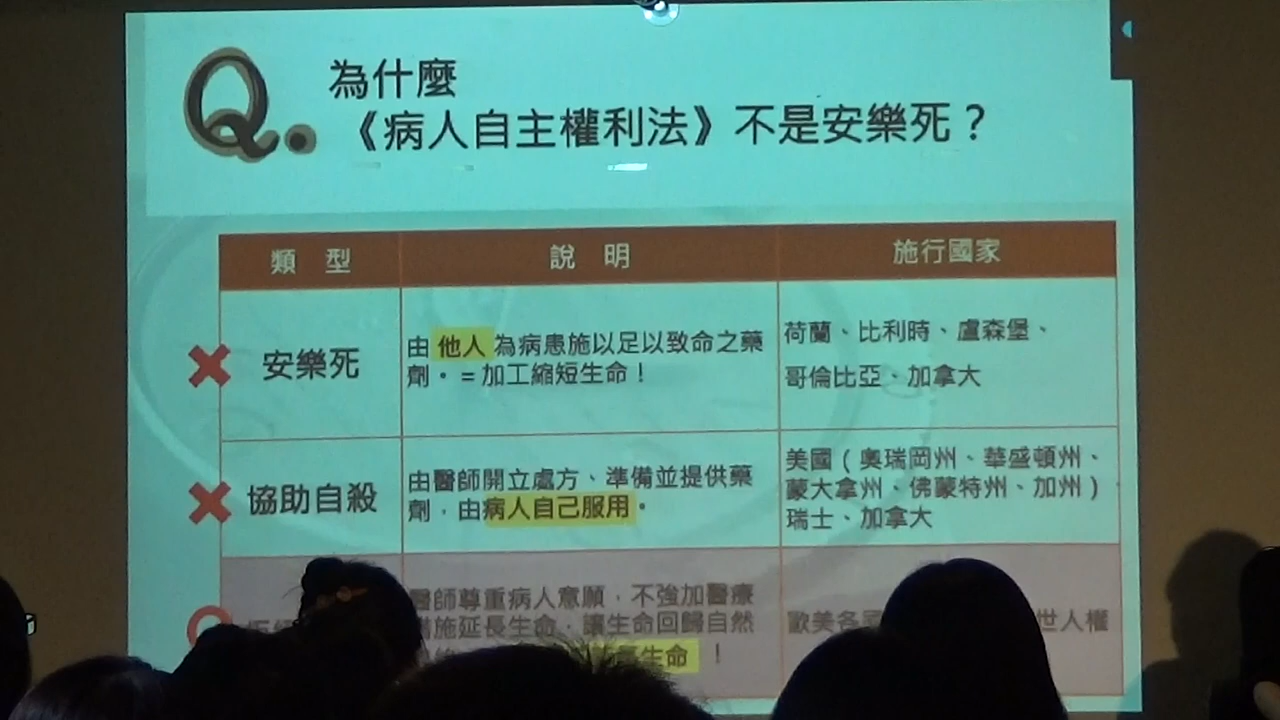 Q.
為什麼
《病人自主權利法》不是安樂死？
類 型
說 明
施行國家
安樂死
由他人為病患施以足以致命之藥
劑。=加工縮短生命！
荷蘭、比利時、盧森堡、
哥倫比亞、加拿大
協助自殺
由醫師開立處方、準備並提供藥
劑，由病人自己服用。
美國（奧瑞岡州、華盛頓州、
蒙大拿州、佛蒙特州、加州）
瑞士、加拿大
醫師尊重病人意願，不強加醫療
措施延長生命，讓生命回歸自然
長生命！
歐美各
世人權